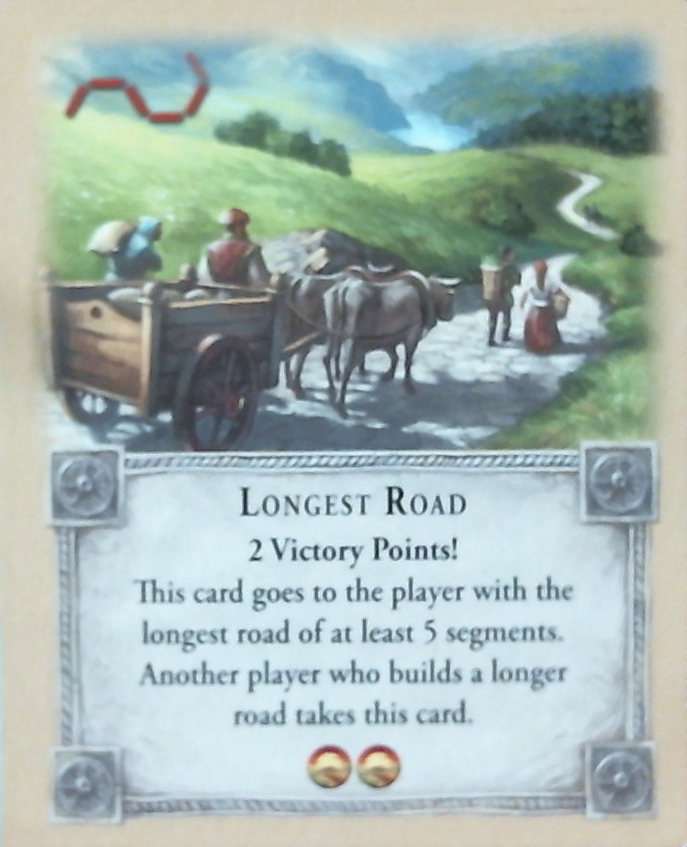 Longest Road
2 Victory Points!
This card goes to the player with the
longest road of at least 5 segments.
Another player who builds a longer
road takes this card.